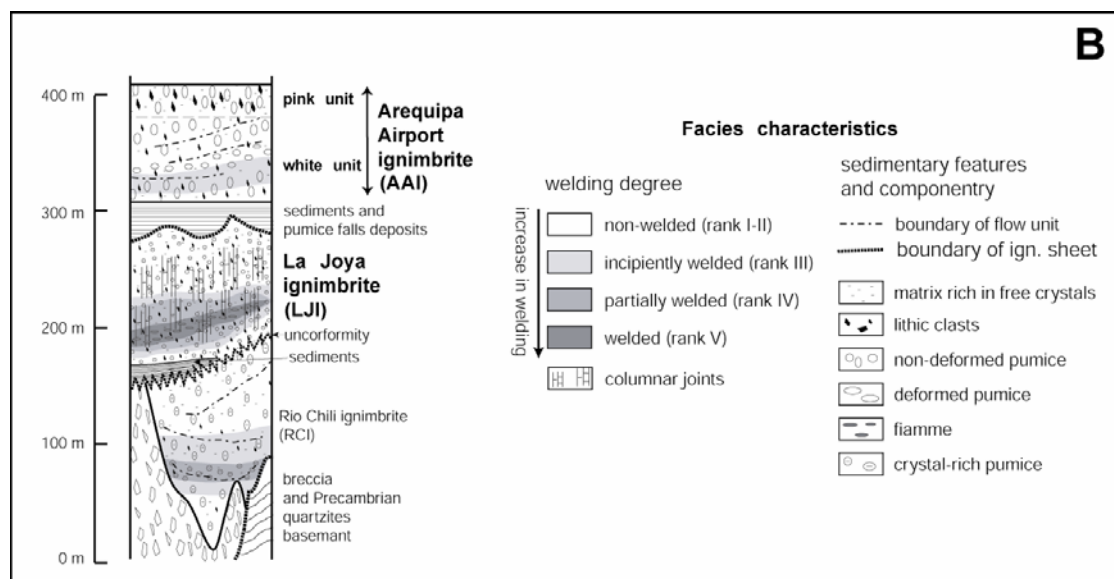 B
400 m
300 m
200 m
100 m
0 m
pink unit
white unit
Arequipa
Airport
ignimbrite
(AAI)
sediments and
pumice falls deposits
La Joya
ignimbrite
(LJI)
uncorformity
sediments
Rio Chili ignimbrite
(RCI)
breccia
and Precambrian
quartzites
basemant
Facies characteristics
welding degree
increase in welding
non-welded (rank I-II)
incipiently welded (rank III)
partially welded (rank IV)
welded (rank V)
columnar joints
sedimentary features
and componentry
boundary of flow unit
boundary of ign. sheet
matrix rich in free crystals
lithic clasts
non-deformed pumice
deformed pumice
fiamme
crystal-rich pumice